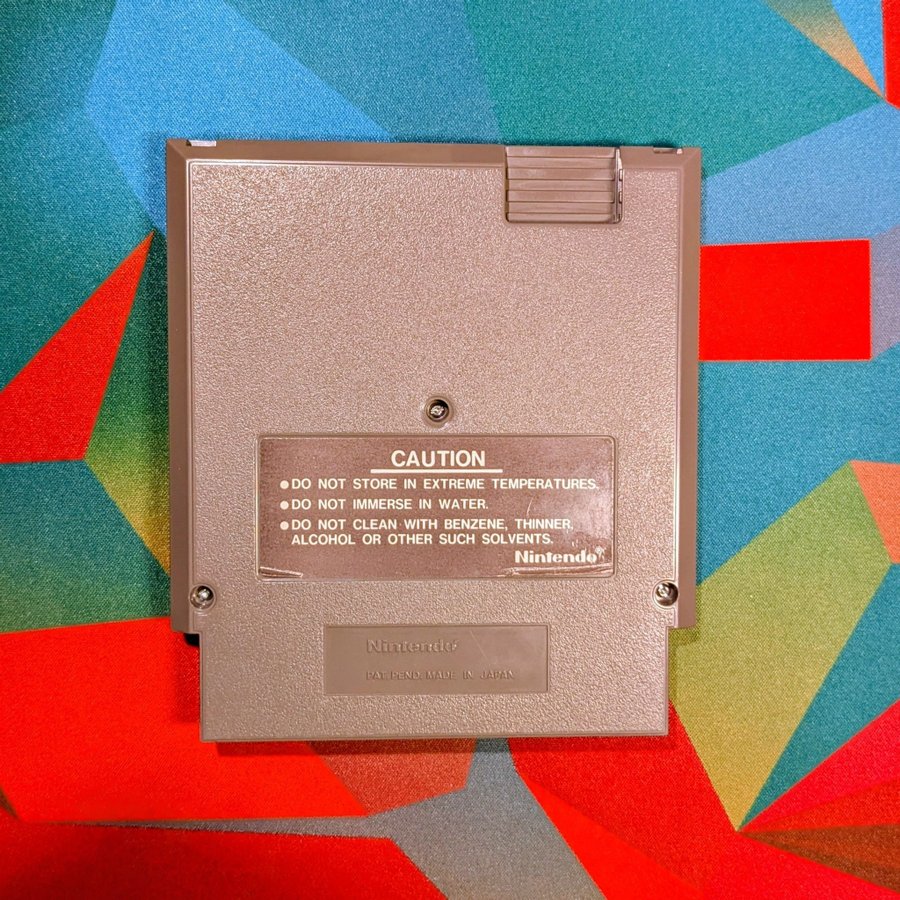 CAUTION
●DO NOT STORE IN EXTREME TEMPERATURES.
●DO NOT IMMERSE IN WATER.
●DO NOT CLEAN WITH BENZENE, THINNER,
ALCOHOL OR OTHER SUCH SOLVENTS.
Nintendo®
Nintendo®
PAT. PEND. MADE IN JAPAN